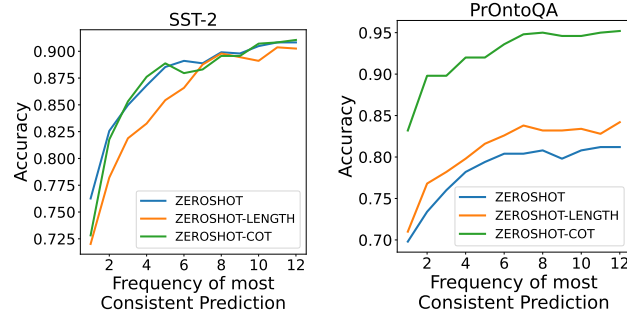 SST-2
Accuracy
0.900
0.875
0.850
0.825
0.800
0.775
0.750
0.725
2 4 6 8 10 12
ZEROSHOT
ZEROSHOT-LENGTH
ZEROSHOT-COT
Frequency of most
Consistent Prediction
PrOntoQA
Accuracy
0.95
0.90
0.85
0.80
0.75
0.70
2 4 6 8 10 12
ZEROSHOT
ZEROSHOT-LENGTH
ZEROSHOT-COT
Frequency of most
Consistent Prediction